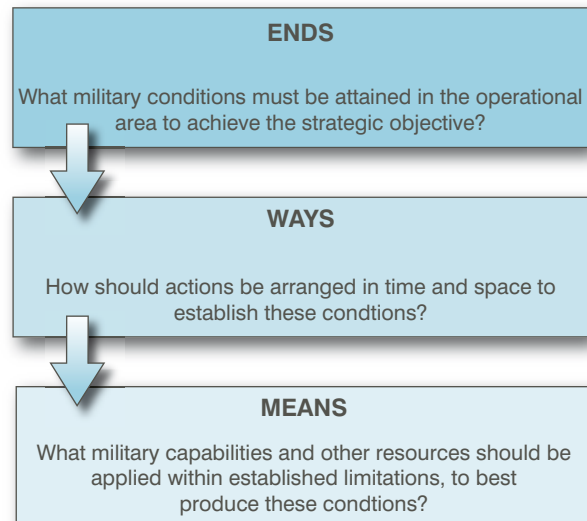 ENDS
What military conditions must be attained in the operational
area to achieve the strategic objective?
WAYS
How should actions be arranged in time and space to
establish these condtions?
MEANS
What military capabilities and other resources should be
applied within established limitations, to best
produce these condtions?